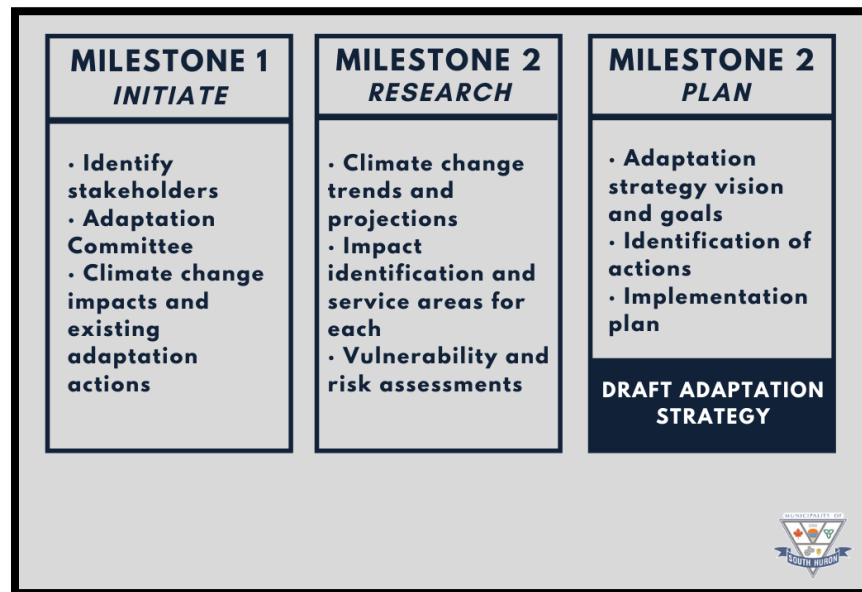 MILESTONE 1
INITIATE
· Identify
stakeholders
· Adaptation
Committee
· Climate change
impacts and
existing
adaptation
actions
MILESTONE 2
RESEARCH
· Climate change
trends and
projections
· Impact
identification and
service areas for
each
· Vulnerability and
risk assessments
MILESTONE 2
PLAN
· Adaptation
strategy vision
and goals
· Identification of
actions
· Implementation
plan
DRAFT ADAPTATION
STRATEGY
MUNICIPALITY OF
SOUTH HURON